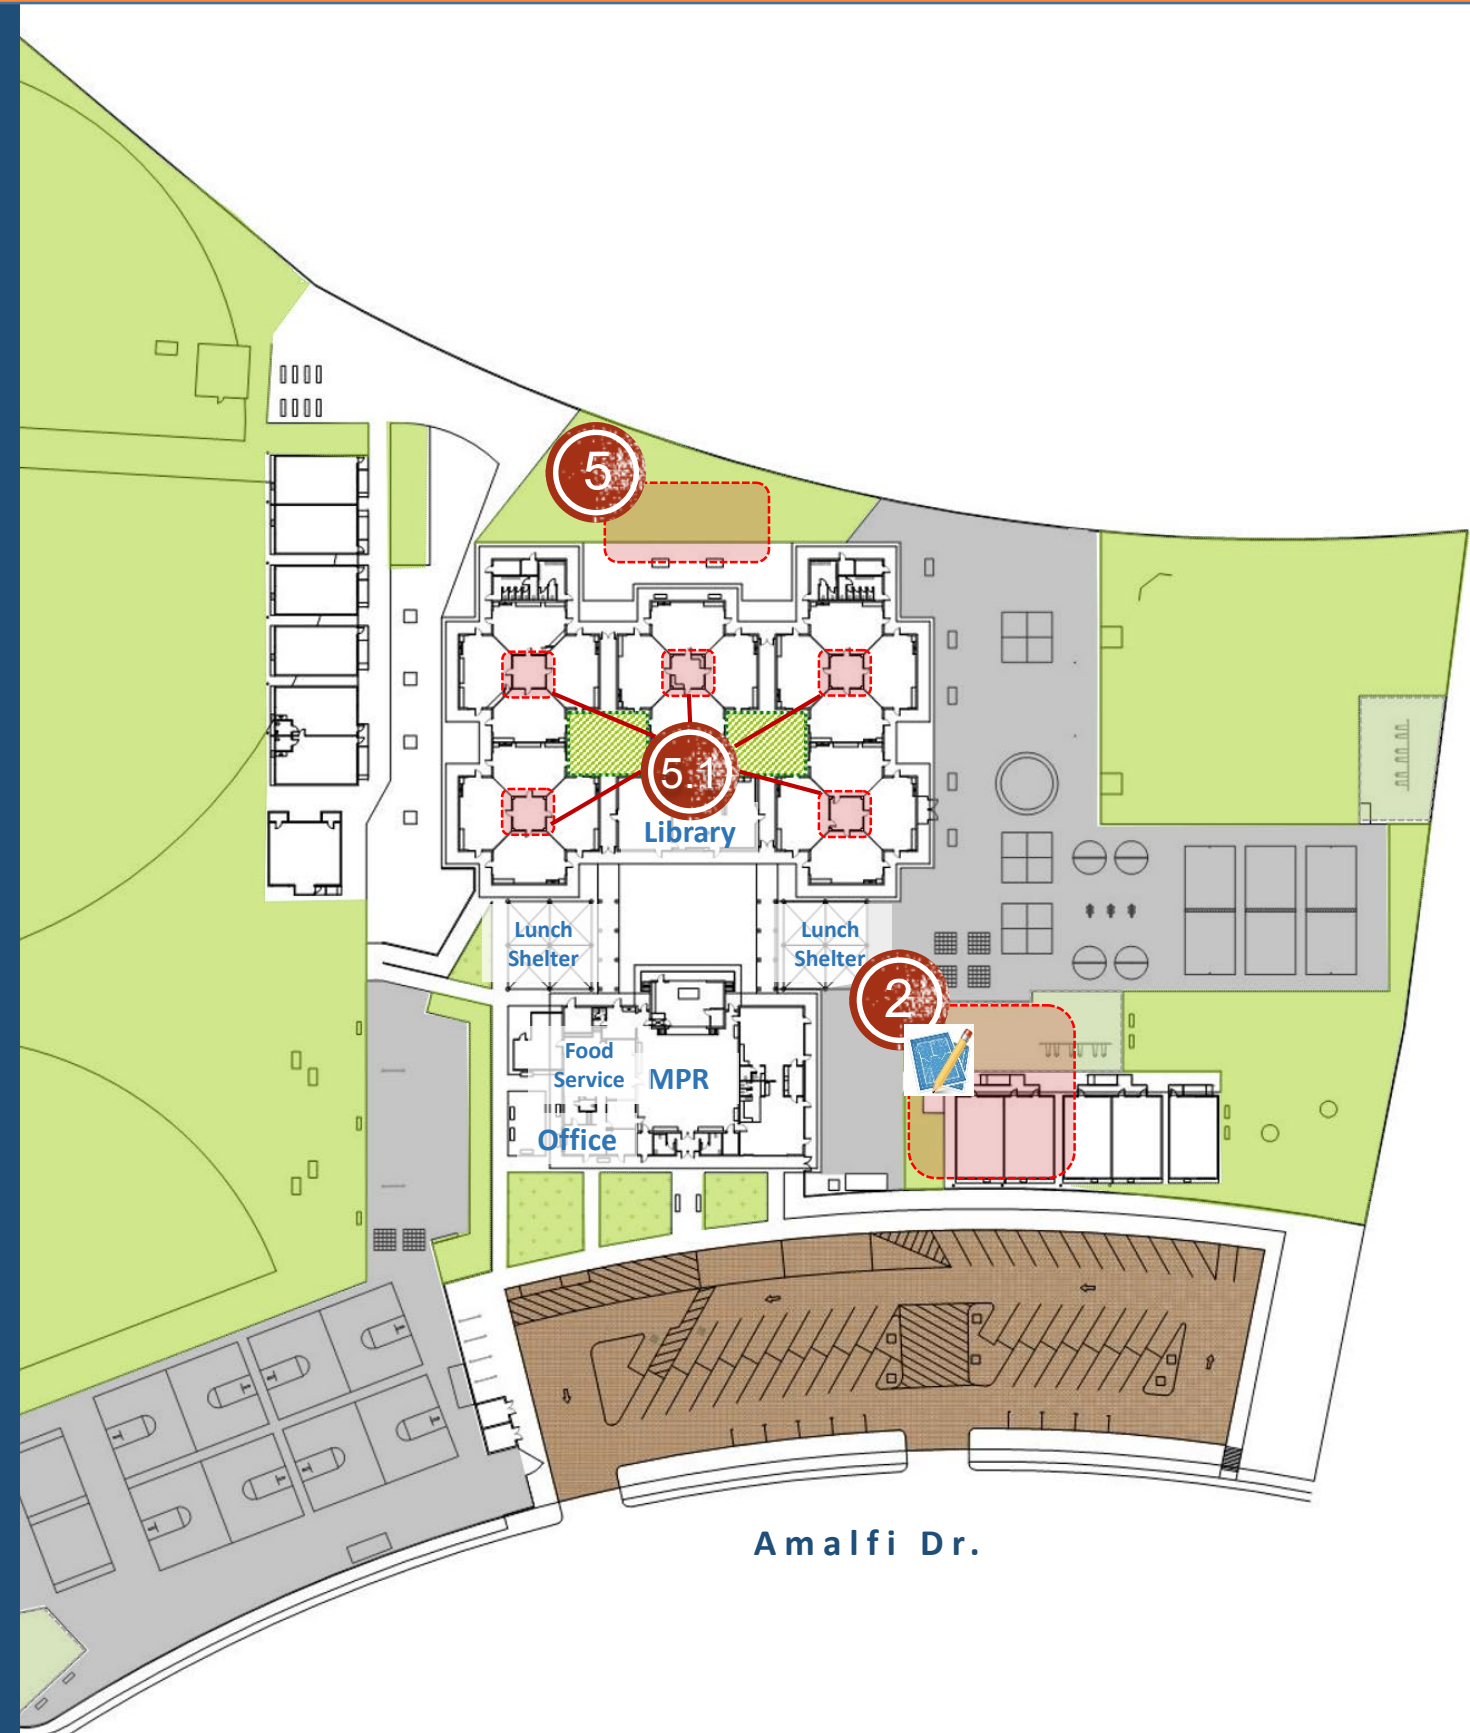 5
5.1
Library
Lunch
Shelter
Lunch
Shelter
2
Food
Service
MPR
Office
Amalfi Dr.